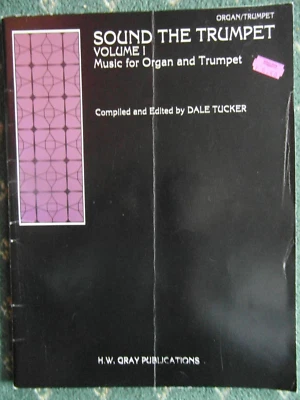 ORGAN/TRUMPET
SOUND THE TRUMPET
VOLUME I
Music for Organ and Trumpet
Compiled and Edited by DALE TUCKER
H.W. GRAY PUBLICATIONS